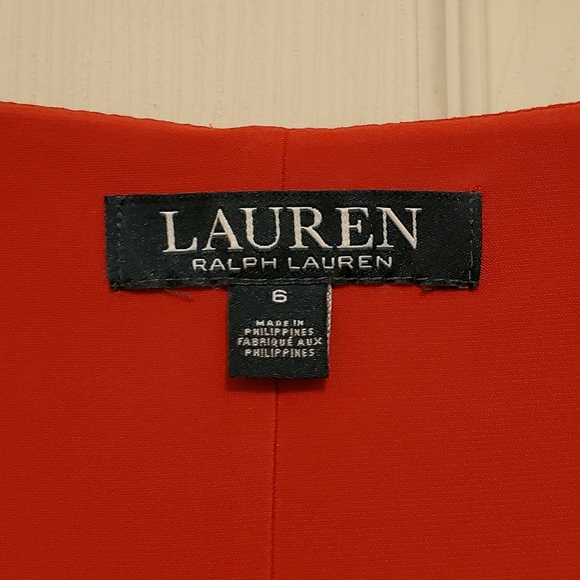 LAUREN
RALPH LAUREN
6
MADE IN
PHILIPPINES
FABRIQUÉ AUX
PHILIPPINES